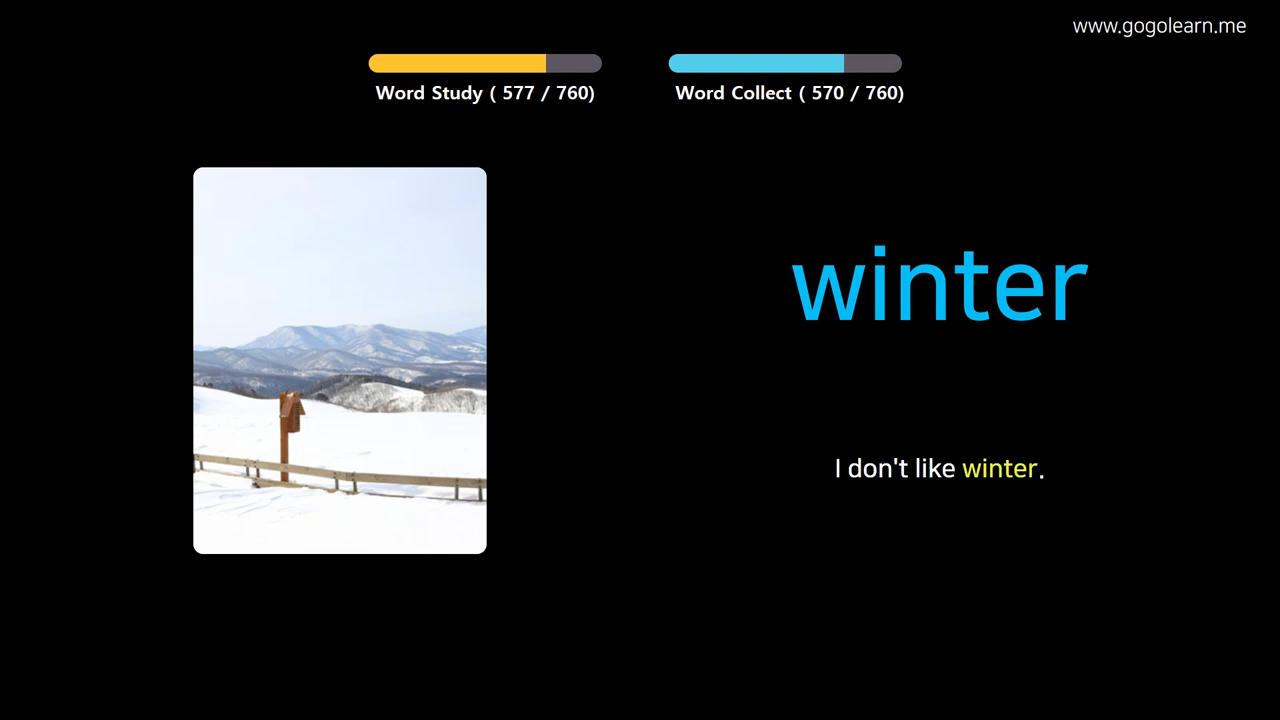 www.gogolearn.me
Word Study ( 577 / 760)
Word Collect ( 570 / 760)
winter
I don't like winter.